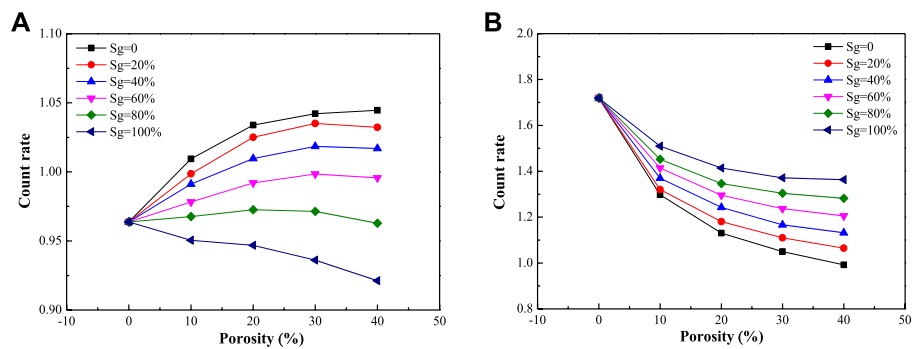 A
Count rate
1.10
1.05
1.00
0.95
0.90
Sg=0
Sg=20%
Sg=40%
Sg=60%
Sg=80%
Sg=100%
-10 0 10 20 30 40 50
Porosity (%)
B
Count rate
2.0
1.8
1.6
1.4
1.2
1.0
0.8
Sg=0
Sg=20%
Sg=40%
Sg=60%
Sg=80%
Sg=100%
-10 0 10 20 30 40 50
Porosity (%)